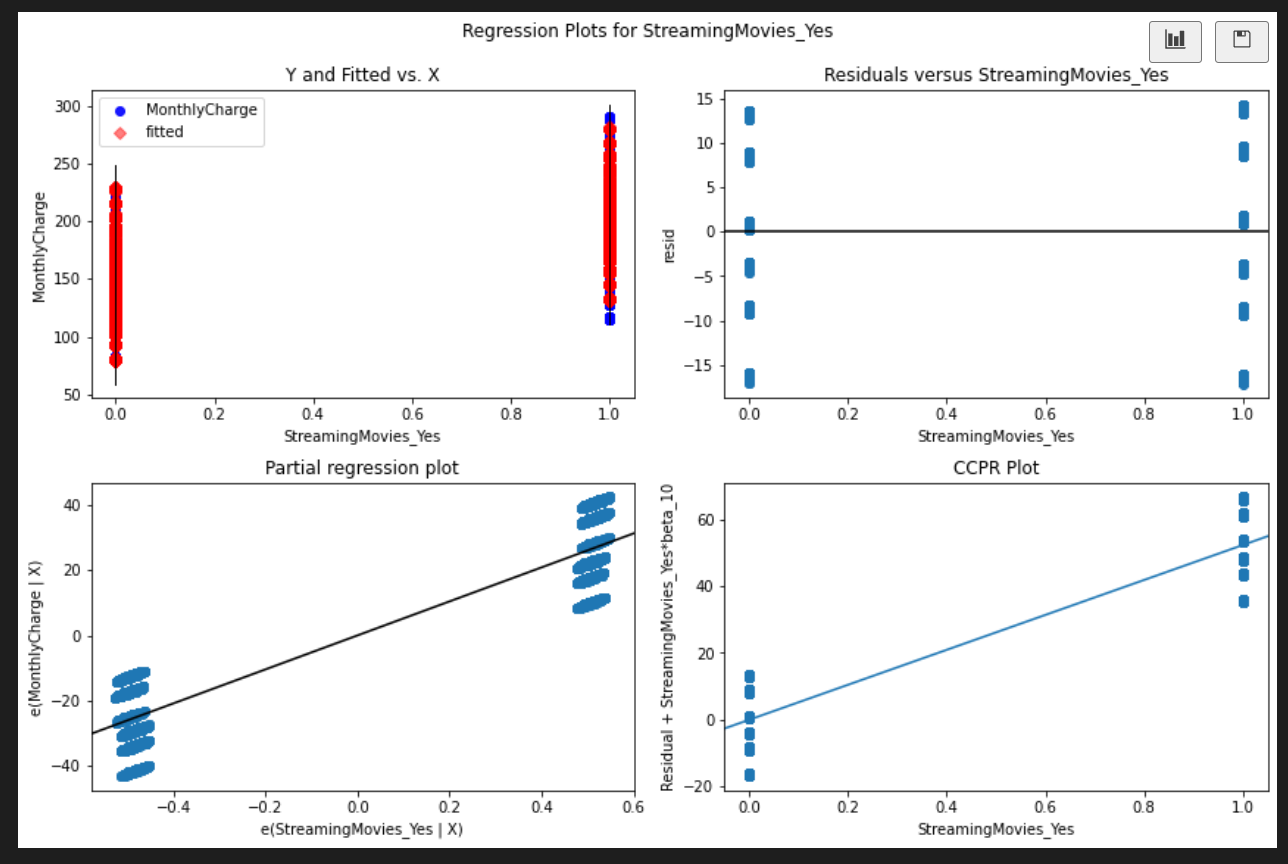 Regression Plots for StreamingMovies_Yes
Y and Fitted vs. X
MonthlyCharge
fitted
MonthlyCharge
300
250
200
150
100
50
0.0 0.2 0.4 0.6 0.8 1.0
StreamingMovies_Yes
Residuals versus StreamingMovies_Yes
resid
15
10
5
0
−5
−10
−15
0.0 0.2 0.4 0.6 0.8 1.0
StreamingMovies_Yes
Partial regression plot
e(MonthlyCharge | X)
40
20
0
−20
−40
−0.4 −0.2 0.0 0.2 0.4 0.6
e(StreamingMovies_Yes | X)
CCPR Plot
Residual + StreamingMovies_Yes*beta_10
60
40
20
0
−20
0.0 0.2 0.4 0.6 0.8 1.0
StreamingMovies_Yes